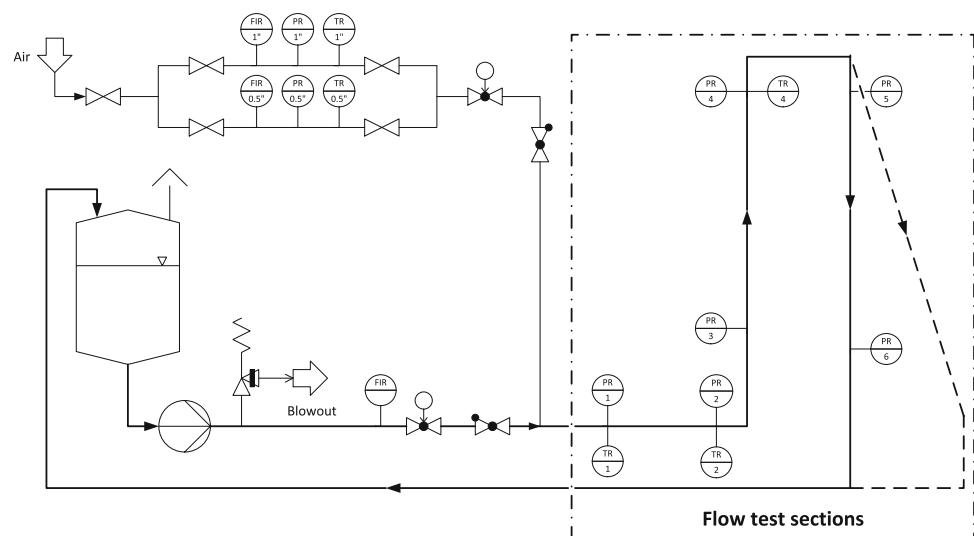 FIR
1"
PR
1"
TR
1"
Air
FIR
0.5"
PR
0.5"
TR
0.5"
PR
4
TR
4
PR
5
PR
3
PR
6
Blowout
FIR
PR
1
PR
2
TR
1
TR
2
Flow test sections